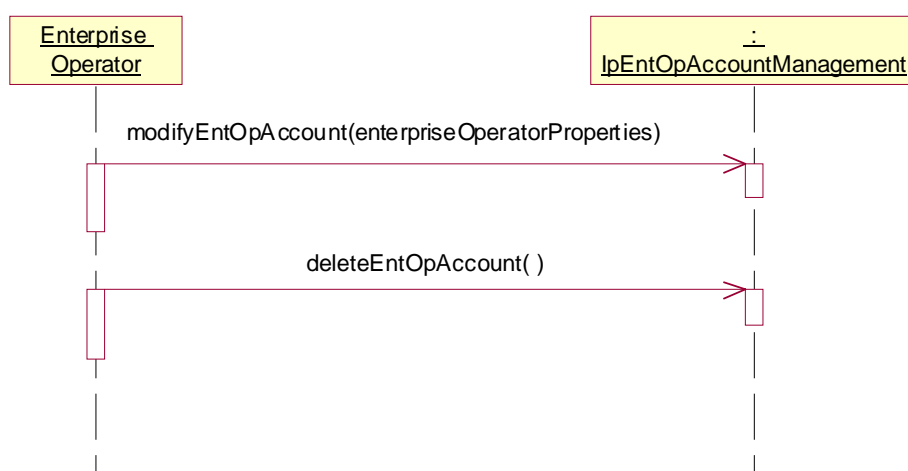 Enterprise
Operator
:
IpEntOpAccountManagement
modifyEntOpAccount(enterpriseOperatorProperties)
deleteEntOpAccount( )